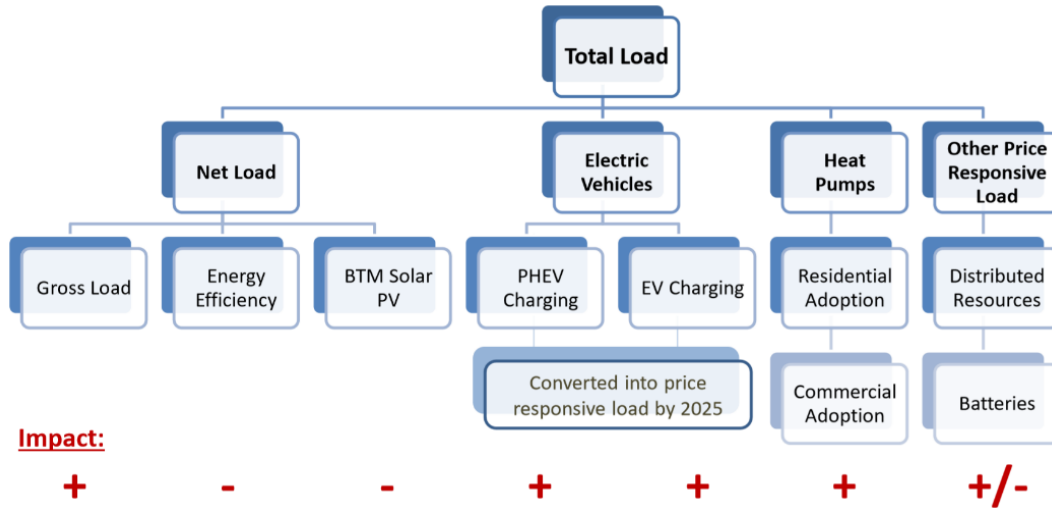 Total Load
Net Load
Electric
Vehicles
Heat
Pumps
Other Price
Responsive
Load
Gross Load
Energy
Efficiency
BTM Solar
PV
PHEV
Charging
EV Charging
Residential
Adoption
Distributed
Resources
Converted into price
responsive load by 2025
Commercial
Adoption
Batteries
Impact:
+ - - + + + +/-